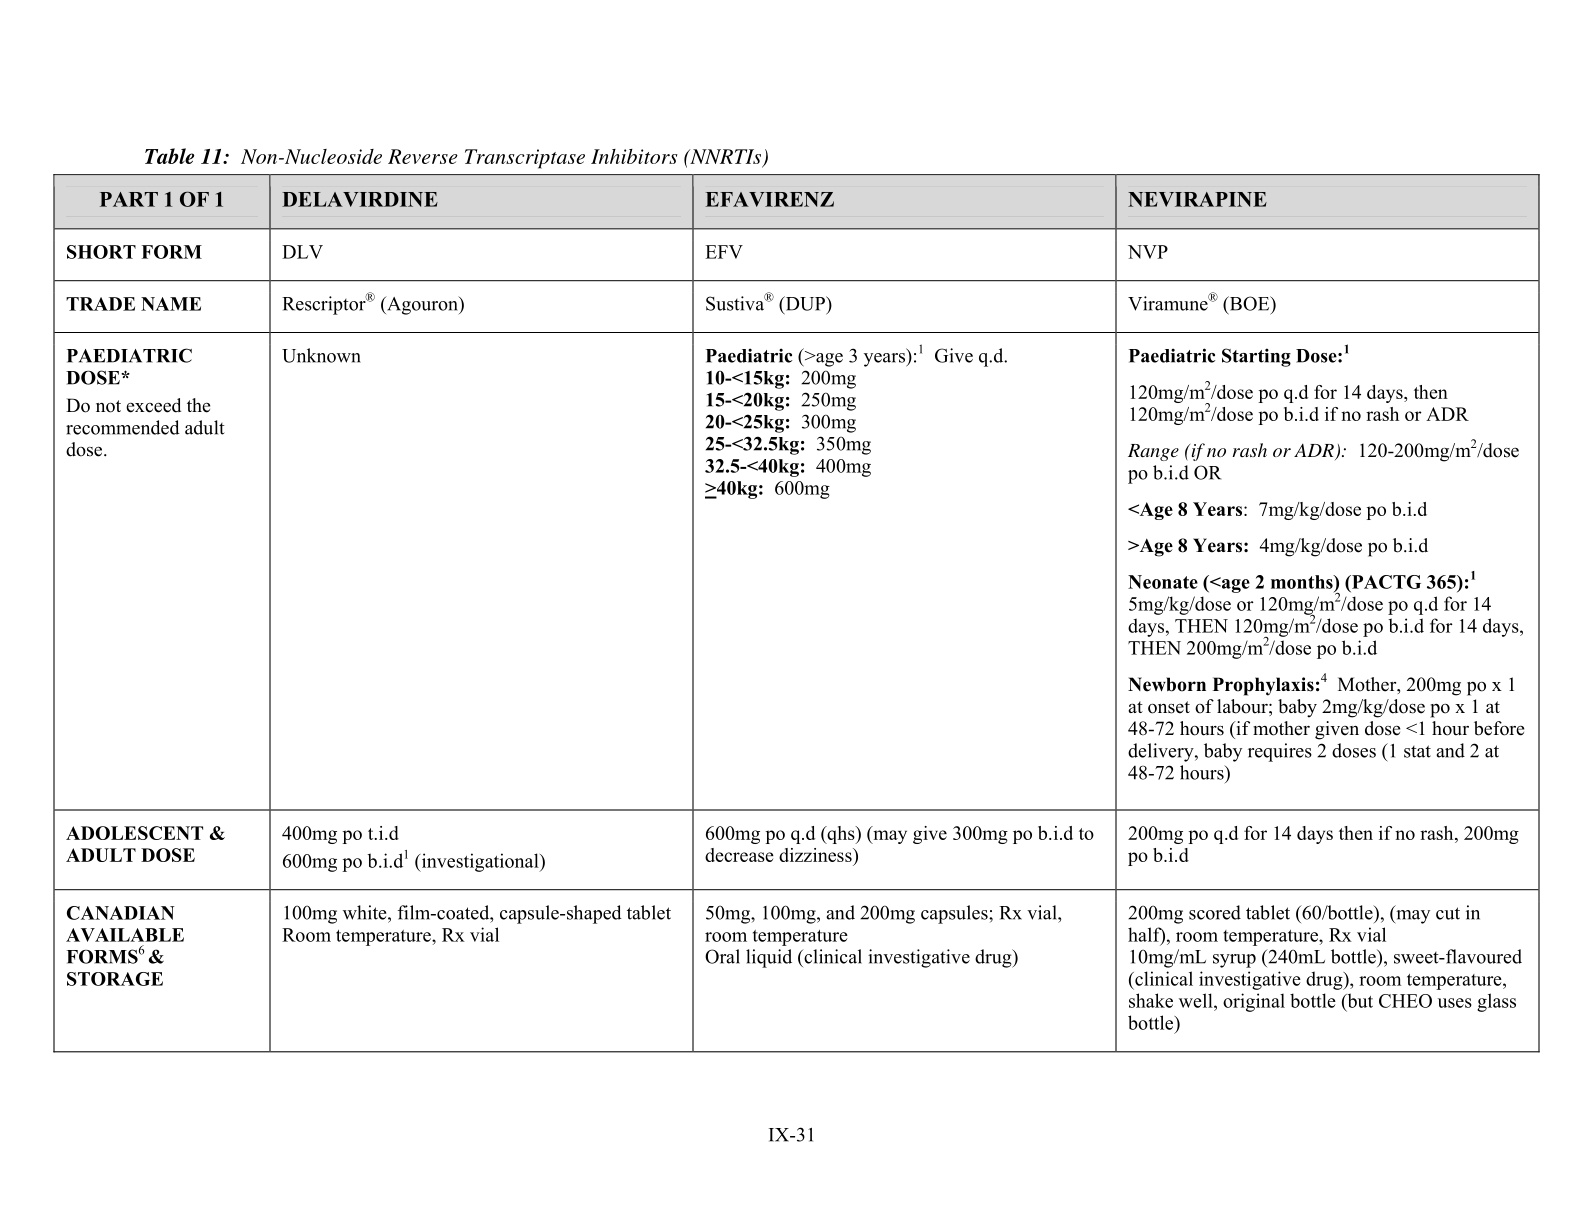 Table 11: Non-Nucleoside Reverse Transcriptase Inhibitors (NNRTIs)
PART 1 OF 1
DELAVIRDINE
EFAVIRENZ
NEVIRAPINE
SHORT FORM
DLV
EFV
NVP
TRADE NAME
Rescriptor® (Agouron)
Sustiva® (DUP)
Viramune® (BOE)
PAEDIATRIC
DOSE*
Do not exceed the
recommended adult
dose.
Unknown
Paediatric (>age 3 years):1 Give q.d.
10-<15kg: 200mg
15-<20kg: 250mg
20-<25kg: 300mg
25-<32.5kg: 350mg
32.5-<40kg: 400mg
>40kg: 600mg
Paediatric Starting Dose:1
120mg/m2/dose po q.d for 14 days, then
120mg/m2/dose po b.i.d if no rash or ADR
Range (if no rash or ADR): 120-200mg/m2/dose
po b.i.d OR
<Age 8 Years: 7mg/kg/dose po b.i.d
>Age 8 Years: 4mg/kg/dose po b.i.d
Neonate (<age 2 months) (PACTG 365):1
5mg/kg/dose or 120mg/m2/dose po q.d for 14
days, THEN 120mg/m2/dose po b.i.d for 14 days,
THEN 200mg/m2/dose po b.i.d
Newborn Prophylaxis:4 Mother, 200mg po x 1
at onset of labour; baby 2mg/kg/dose po x 1 at
48-72 hours (if mother given dose <1 hour before
delivery, baby requires 2 doses (1 stat and 2 at
48-72 hours)
ADOLESCENT &
ADULT DOSE
400mg po t.i.d
600mg po b.i.d1 (investigational)
600mg po q.d (qhs) (may give 300mg po b.i.d to
decrease dizziness)
200mg po q.d for 14 days then if no rash, 200mg
po b.i.d
CANADIAN
AVAILABLE
FORMS6 &
STORAGE
100mg white, film-coated, capsule-shaped tablet
Room temperature, Rx vial
50mg, 100mg, and 200mg capsules; Rx vial,
room temperature
Oral liquid (clinical investigative drug)
200mg scored tablet (60/bottle), (may cut in
half), room temperature, Rx vial
10mg/mL syrup (240mL bottle), sweet-flavoured
(clinical investigative drug), room temperature,
shake well, original bottle (but CHEO uses glass
bottle)
IX-31